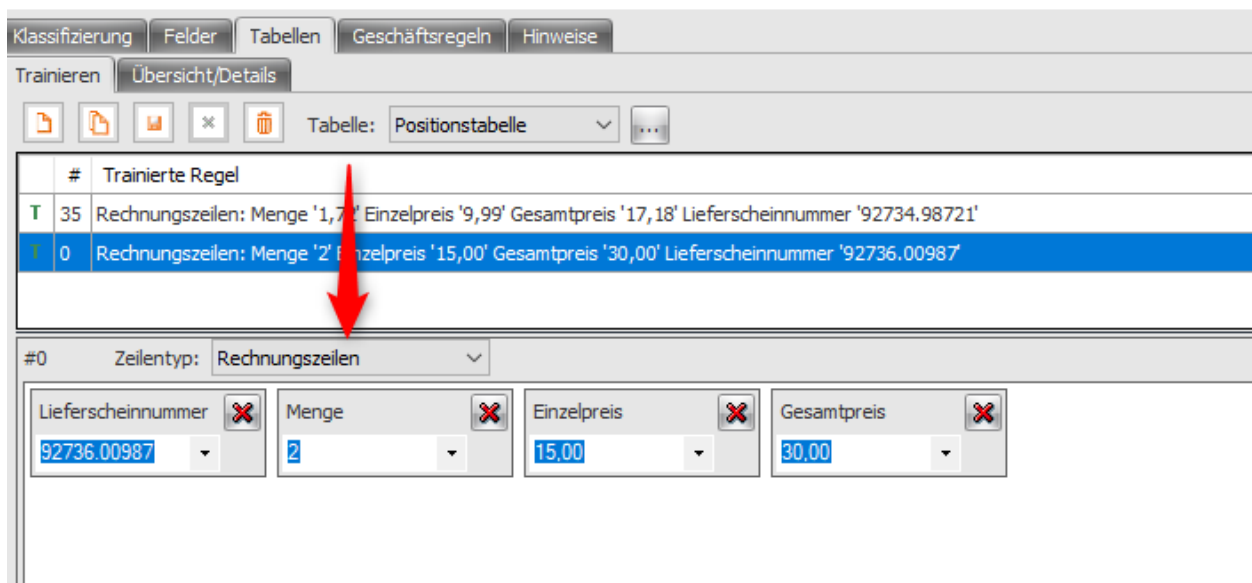 Klassifizierung Felder Tabellen Geschäftsregeln Hinweise
Trainieren Übersicht/Details
Tabelle: Positionstabelle ...
# Trainierte Regel
T 35 Rechnungszeilen: Menge '1,72' Einzelpreis '9,99' Gesamtpreis '17,18' Lieferscheinnummer '92734.98721'
T 0 Rechnungszeilen: Menge '2' Einzelpreis '15,00' Gesamtpreis '30,00' Lieferscheinnummer '92736.00987'
#0 Zeilentyp: Rechnungszeilen
Lieferscheinnummer Menge Einzelpreis Gesamtpreis
92736.00987 2 15,00 30,00